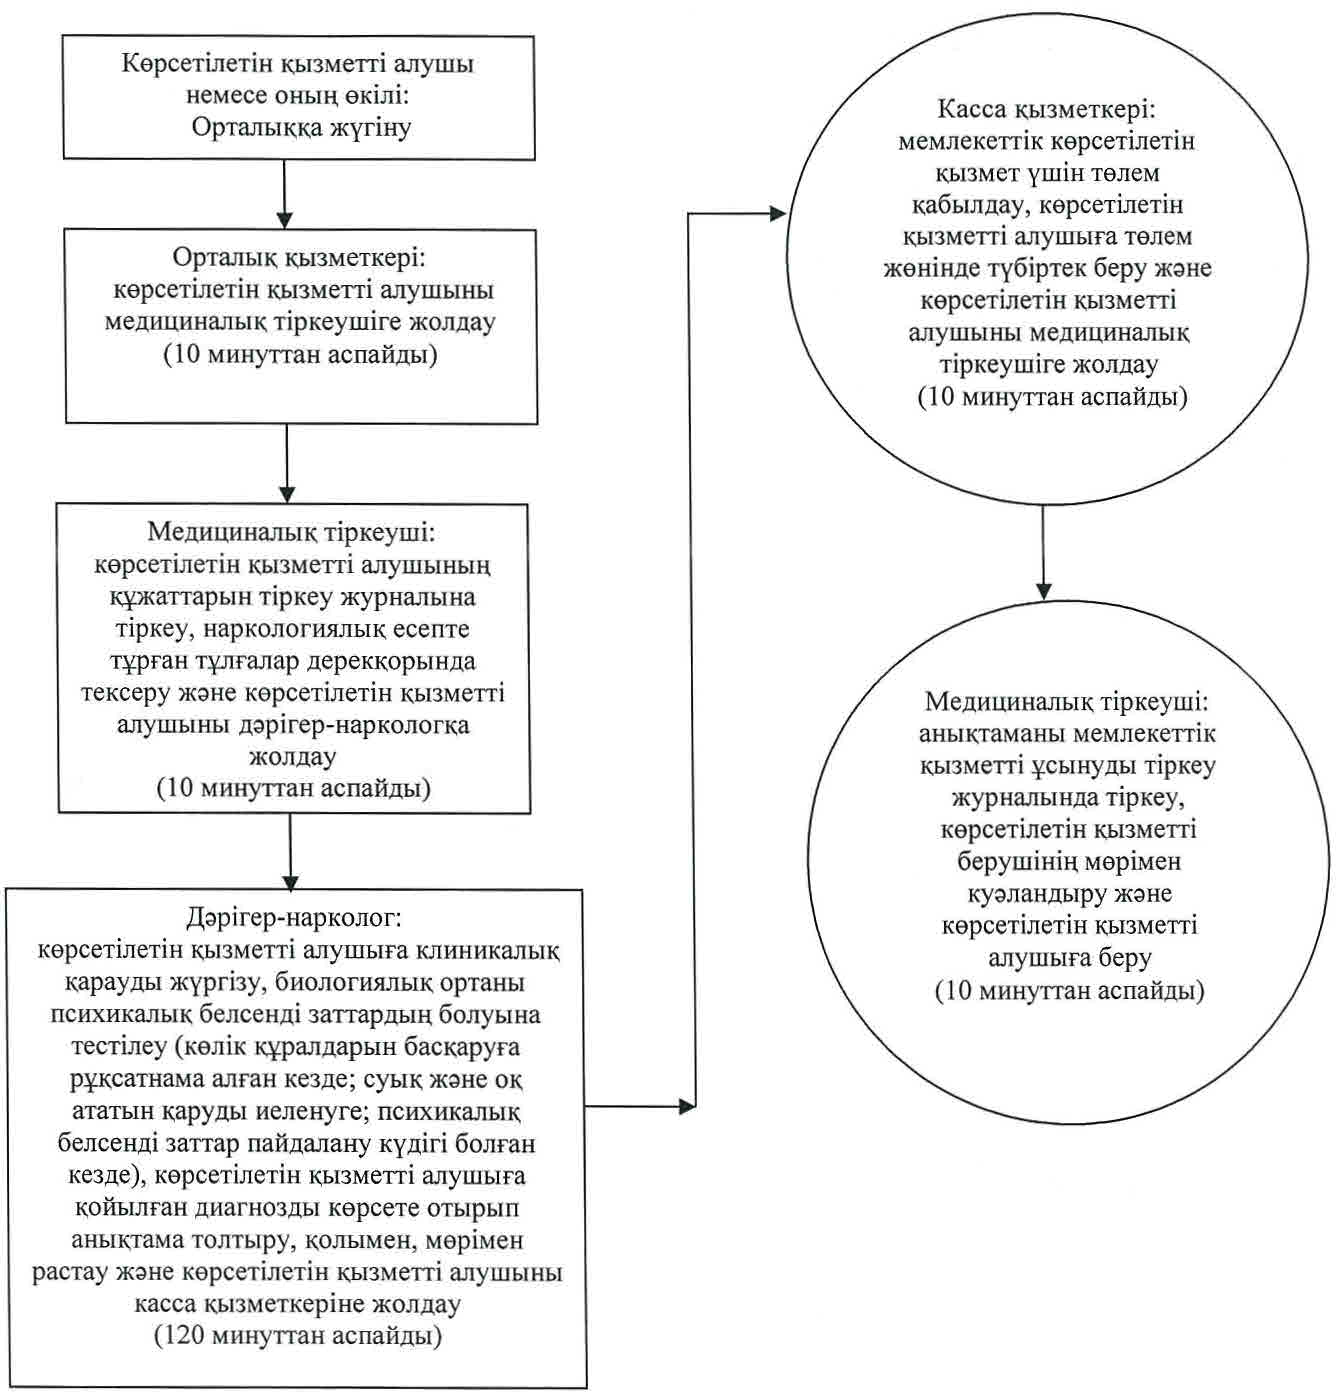 Көрсетілетін қызметті алушы
немесе оның өкілі:
Орталыққа жүгіну
Орталық қызметкері:
көрсетілетін қызметті алушыны
медициналық тіркеушіге жолдау
(10 минуттан аспайды)
Медициналық тіркеуші:
көрсетілетін қызметті алушының
құжаттарын тіркеу журналына
тіркеу, наркологиялық есепте
тұрған тұлғалар дерекқорында
тексеру және көрсетілетін қызметті
алушыны дәрігер-наркологқа
жолдау
(10 минуттан аспайды)
Дәрігер-нарколог:
көрсетілетін қызметті алушыға клиникалық
қарауды жүргізу, биологиялық ортаны
психикалық белсенді заттардың болуына
тестілеу (көлік құралдарын басқаруға
рұқсатнама алған кезде; суық және оқ
ататын қаруды иеленуге; психикалық
белсенді заттар пайдалану күдігі болған
кезде), көрсетілетін қызметті алушыға
қойылған диагнозды көрсете отырып
анықтама толтыру, қолымен, мөрімен
растау және көрсетілетін қызметті алушыны
касса қызметкеріне жолдау
(120 минуттан аспайды)
Касса қызметкері:
мемлекеттік көрсетілетін
қызмет үшін төлем
қабылдау, көрсетілетін
қызметті алушыға төлем
жөнінде түбіртек беру және
көрсетілетін қызметті
алушыны медициналық
тіркеушіге жолдау
(10 минуттан аспайды)
Медициналық тіркеуші:
анықтаманы мемлекеттік
қызметті ұсынуды тіркеу
журналында тіркеу,
көрсетілетін қызметті
берушінің мөрімен
куәландыру және
көрсетілетін қызметті
алушыға беру
(10 минуттан аспайды)